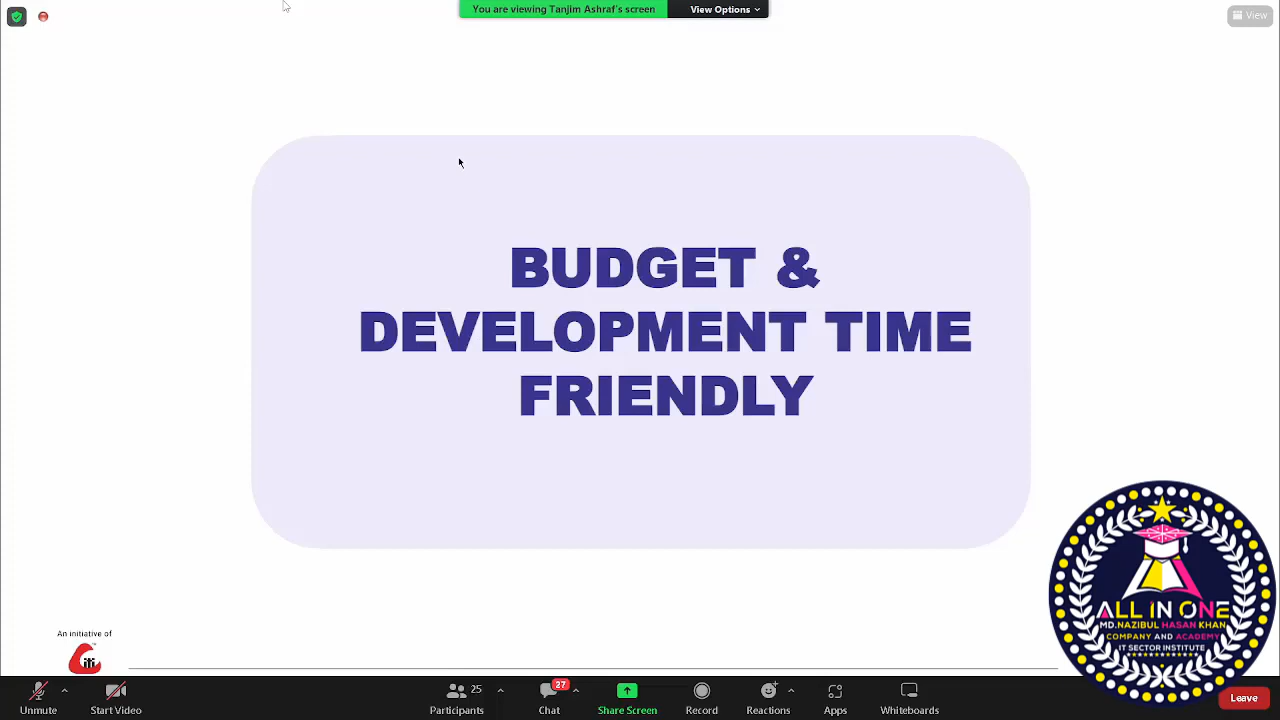 You are viewing Tanjim Ashraf's screen
View Options
View
BUDGET &
DEVELOPMENT TIME
FRIENDLY
An initiative of
ALL IN ONE
MD.NAZIBUL HASAN KHAN
COMPANY AND ACADEMY
IT SECTOR INSTITUTE
Unmute
Start Video
25
Participants
27
Chat
Share Screen
Record
Reactions
Apps
Whiteboards
Leave